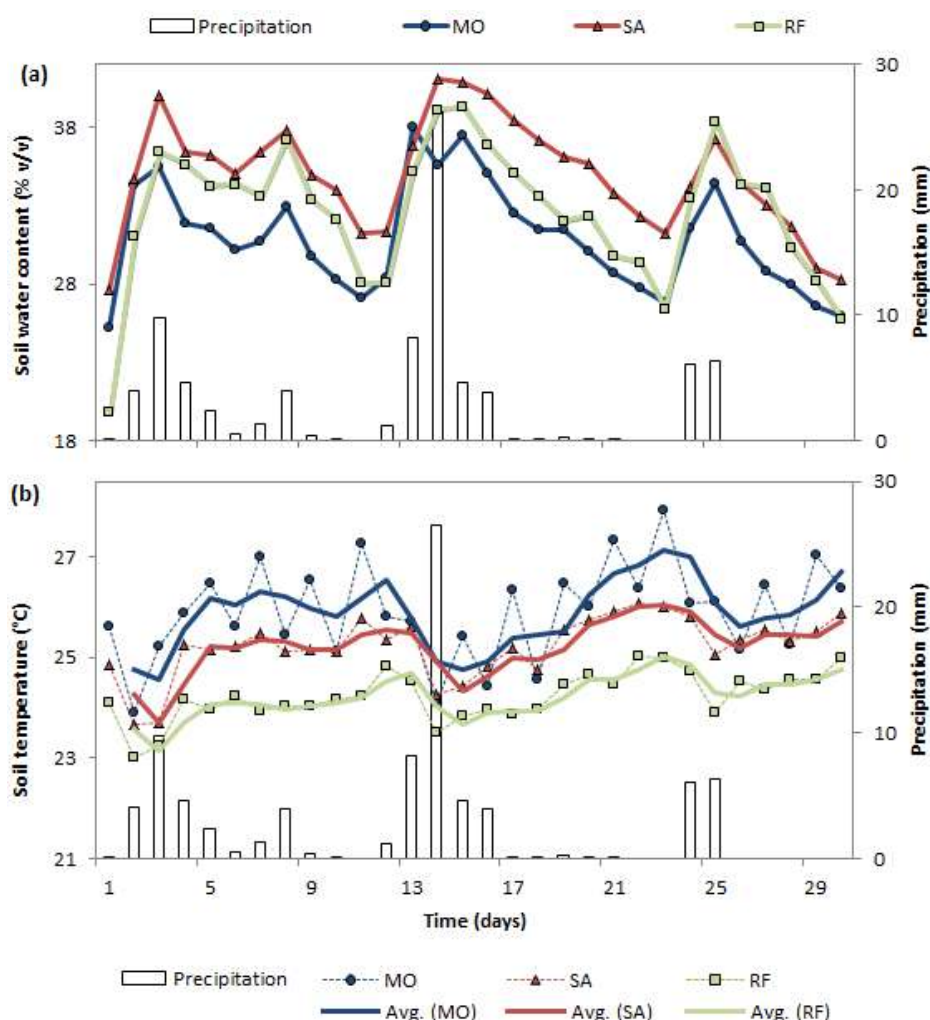 Precipitation MO SA RF
(a)
Soil water content (% v/v)
38
28
18
Precipitation (mm)
30
20
10
0
(b)
Soil temperature (°C)
27
25
23
21
Precipitation (mm)
30
20
10
0
1 5 9 13 17 21 25 29
Time (days)
Precipitation MO SA RF
Avg. (MO) Avg. (SA) Avg. (RF)